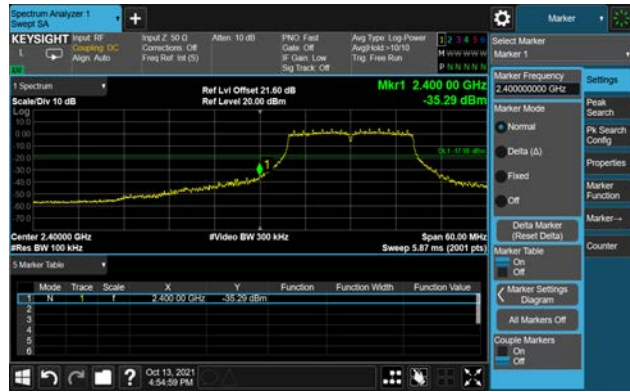 Spectrum Analyzer 1
Swept SA
Marker
KEYSIGHT
L
Input: RF
Coupling: DC
Align: Auto
Input Z: 50 Ω
Corrections: Off
Freq Ref: Int (S)
Atten: 10 dB
PNO: Fast
Gate: Off
IF Gain: Low
Sig Track: Off
Avg Type: Log-Power
Avg|Hold:>10/10
Trig: Free Run
1 2 3 4 5 6
M W W W W W
P N N N N N
Select Marker
Marker 1
1 Spectrum
Scale/Div 10 dB
Log
Ref Lvl Offset 21.60 dB
Ref Level 20.00 dBm
Mkr1 2.400 00 GHz
-35.29 dBm
10.0
0.00
-10.0
-20.0
-30.0
-40.0
-50.0
-60.0
-70.0
1
Center 2.40000 GHz
#Res BW 100 kHz
#Video BW 300 kHz
Span 60.00 MHz
Sweep 5.87 ms (2001 pts)
5 Marker Table
Mode Trace Scale X Y Function Function Width Function Value
1 N 1 f 2.400 00 GHz -35.29 dBm
2
3
4
5
6
Marker Frequency
2.400000000 GHz
Marker Mode
Normal
Delta (Δ)
Fixed
Off
Delta Marker
(Reset Delta)
Marker Table
On
Off
Marker Settings
Diagram
All Markers Off
Couple Markers
On
Off
Settings
Peak
Search
Pk Search
Config
Properties
Marker
Function
Marker→
Counter
?
Oct 13, 2021
4:54:59 PM